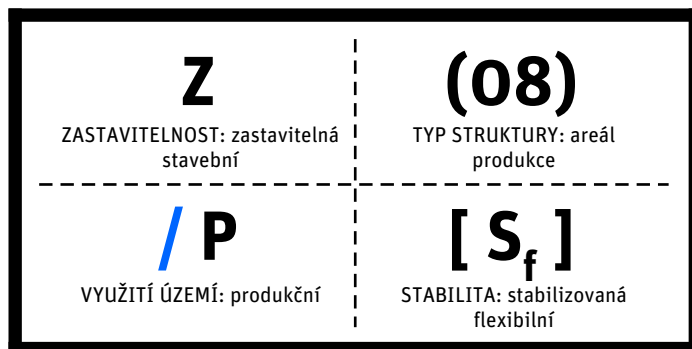 Z
ZASTAVITELNOST: zastavitelná
stavební
(08)
TYP STRUKTURY: areál
produkce
/ P
VYUŽITÍ ÚZEMÍ: produkční
[ Sf ]
STABILITA: stabilizovaná
flexibilní